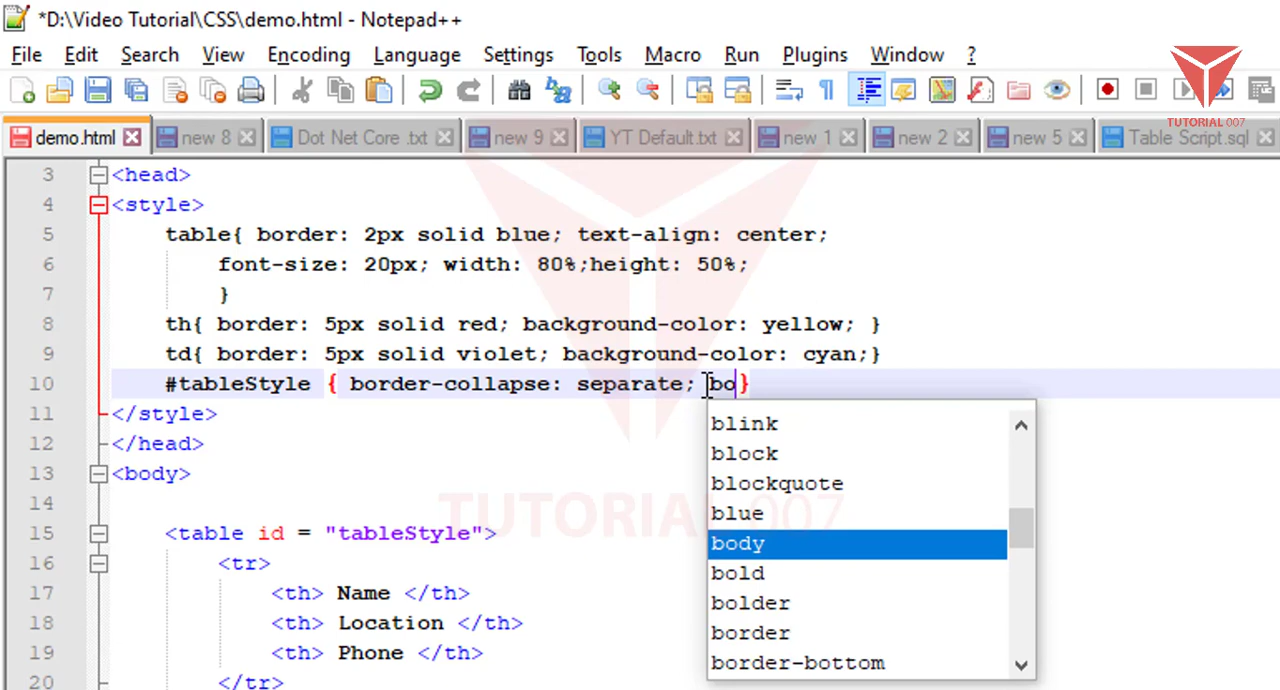 *D:\Video Tutorial\CSS\demo.html - Notepad++
File Edit Search View Encoding Language Settings Tools Macro Run Plugins Window ?
TUTORIAL 007
demo.html new 8 Dot Net Core .txt new 9 YT Default.txt new 1 new 2 new 5 Table Script.sql
3 <head>
4 <style>
5 table{ border: 2px solid blue; text-align: center;
6 font-size: 20px; width: 80%;height: 50%;
7 }
8 th{ border: 5px solid red; background-color: yellow; }
9 td{ border: 5px solid violet; background-color: cyan;}
10 #tableStyle { border-collapse: separate; bo}
11 </style>
12 </head>
13 <body>
14
15 <table id = "tableStyle">
16 <tr>
17 <th> Name </th>
18 <th> Location </th>
19 <th> Phone </th>
20 </tr>
blink
block
blockquote
blue
body
bold
bolder
border
border-bottom
TUTORIAL 007